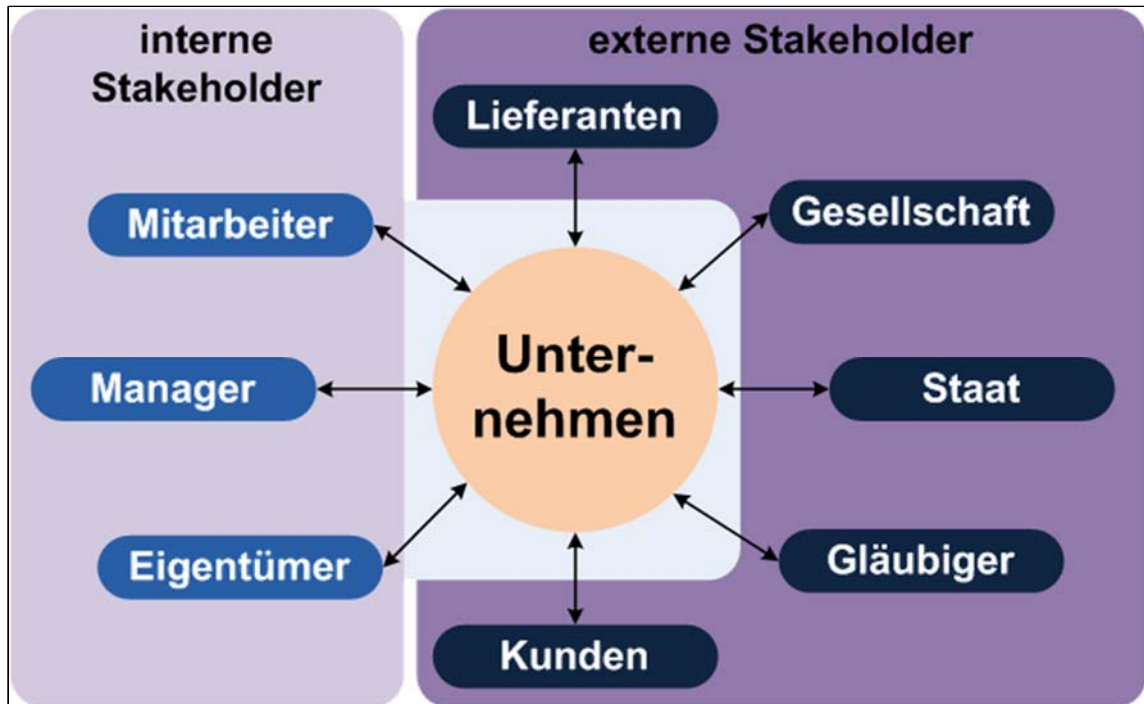 interne
Stakeholder
externe Stakeholder
Lieferanten
Mitarbeiter
Gesellschaft
Unter-
nehmen
Manager
Staat
Eigentümer
Gläubiger
Kunden